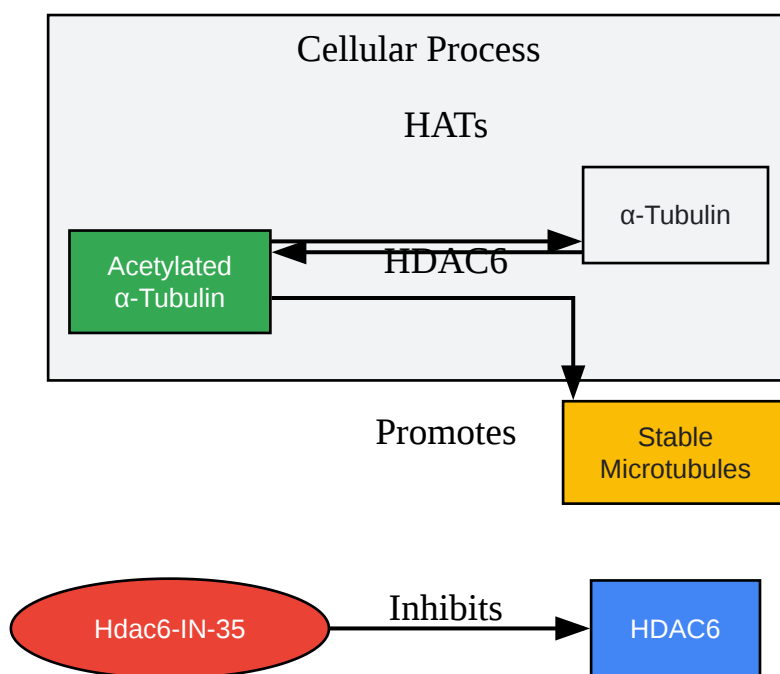 Cellular Process
HATs
α-Tubulin
Acetylated
α-Tubulin
HDAC6
Promotes
Stable
Microtubules
Hdac6-IN-35
Inhibits
HDAC6